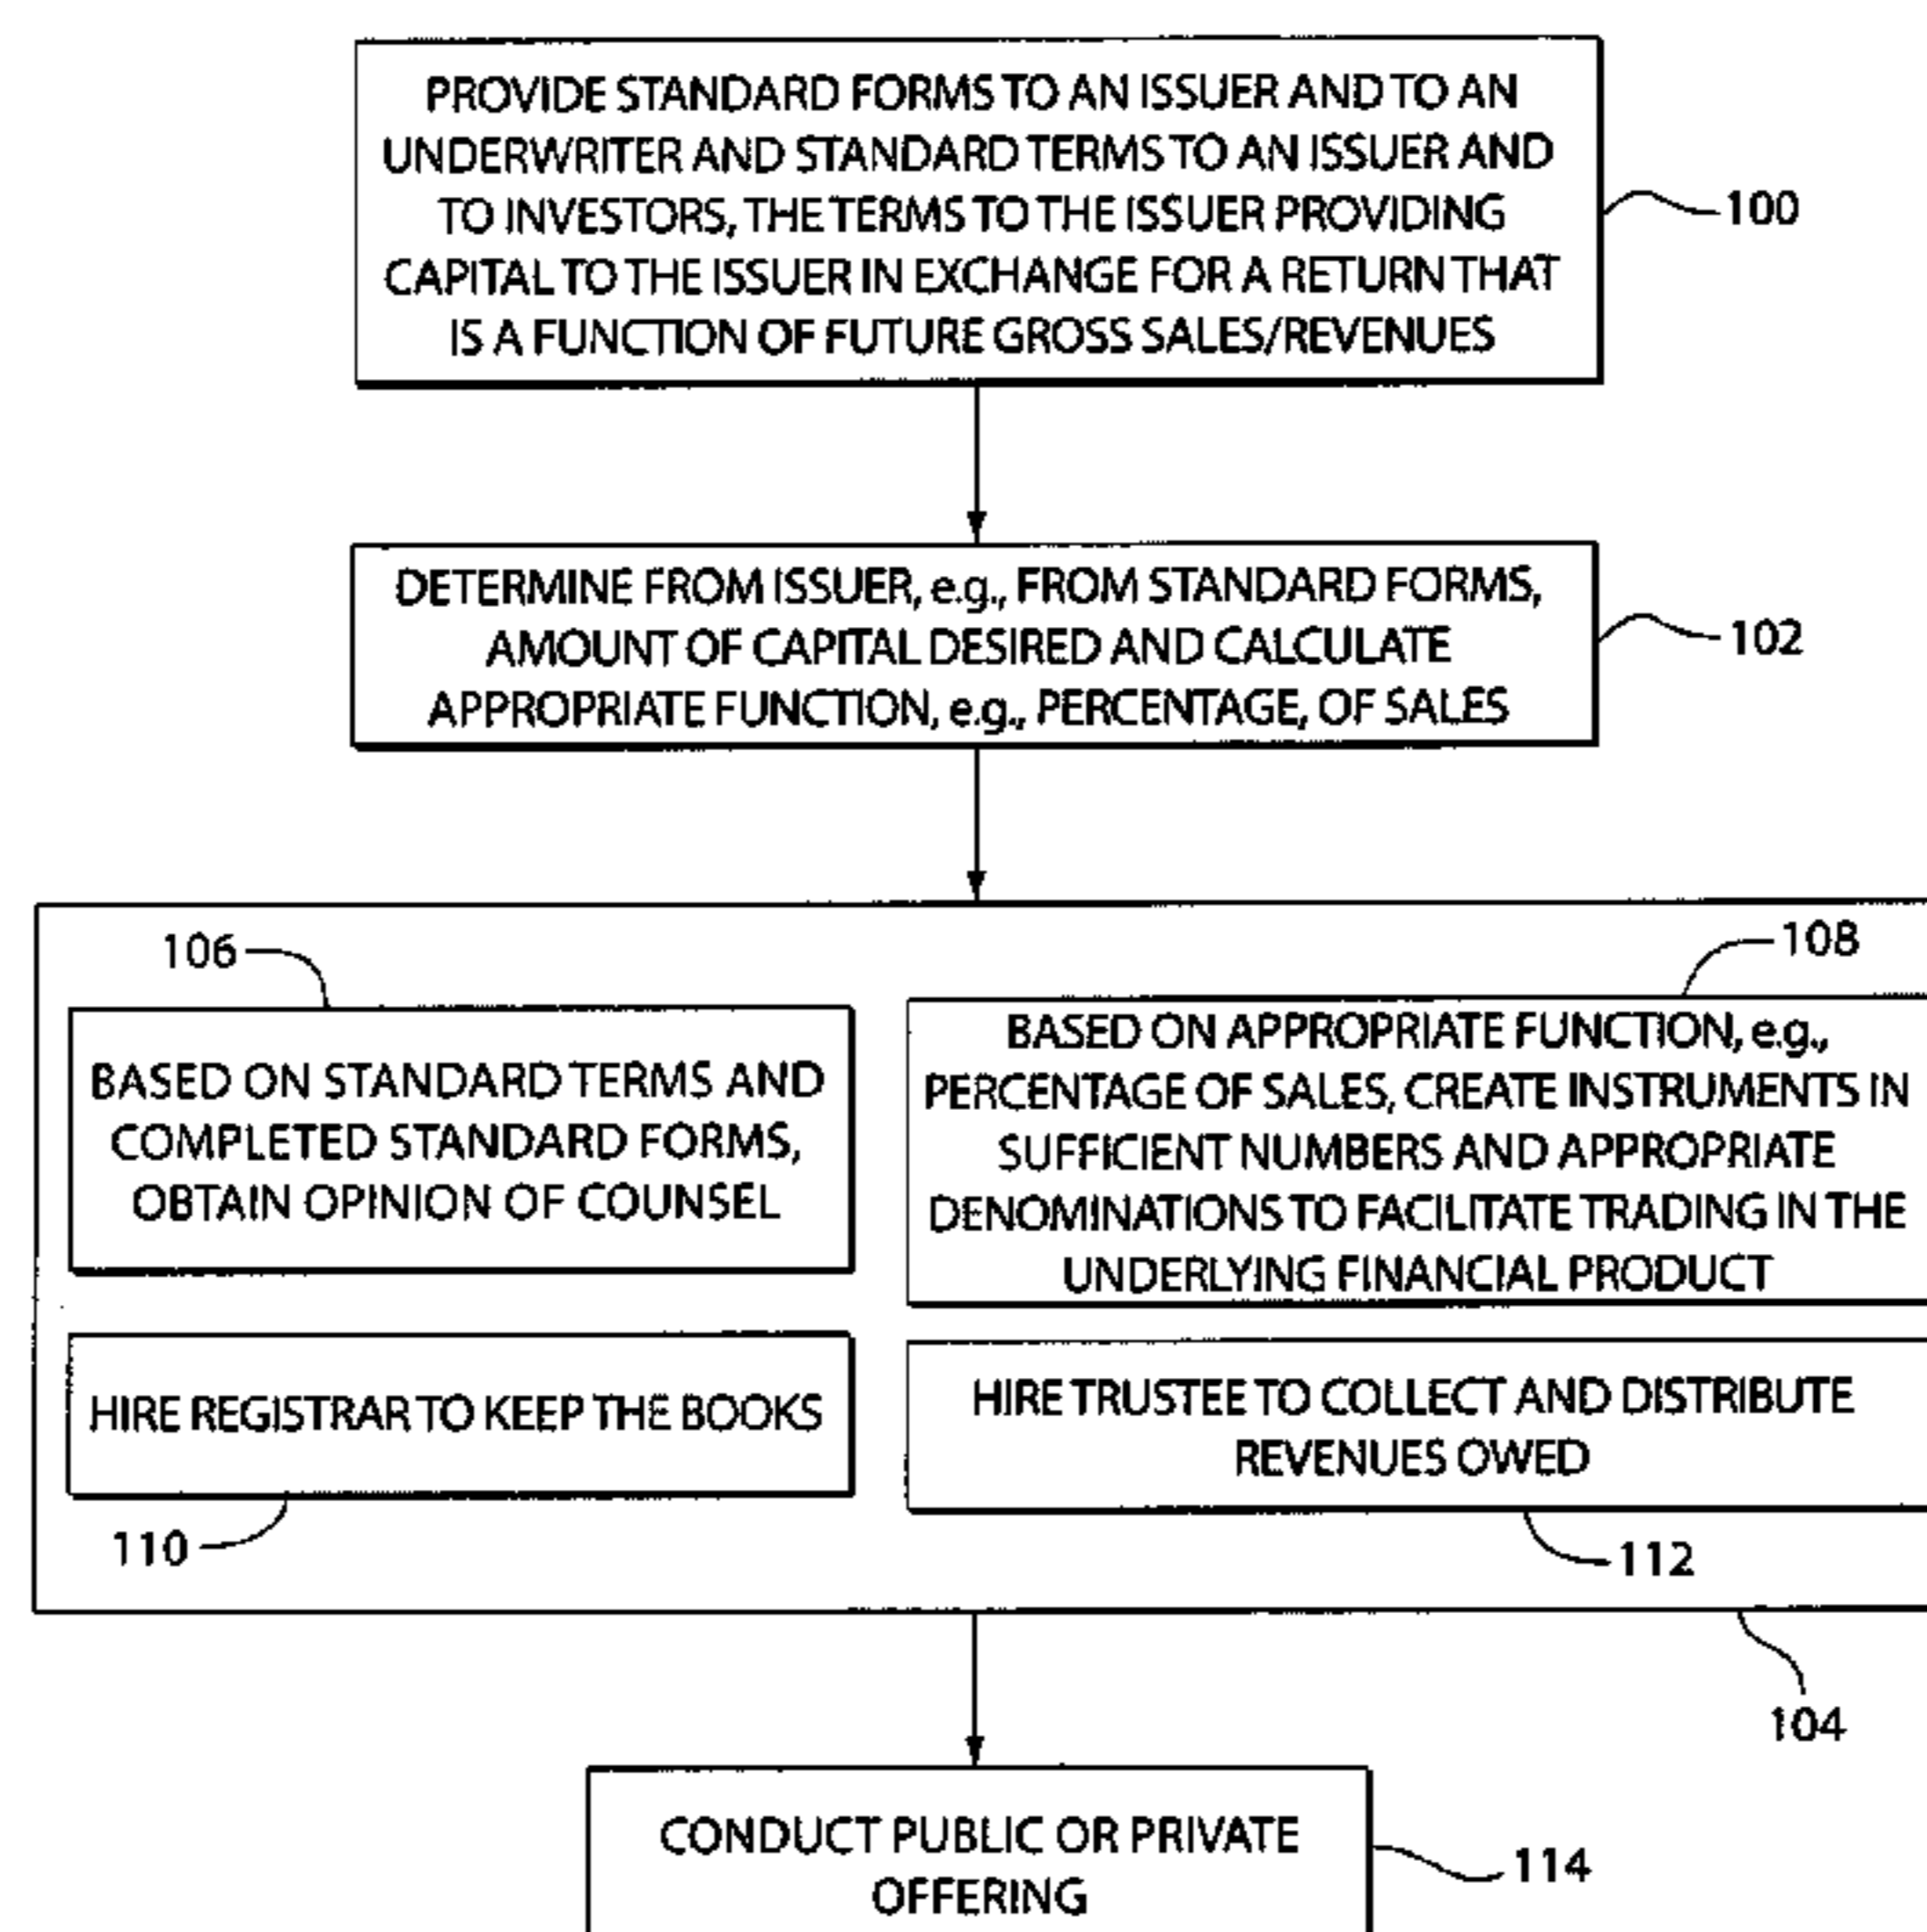 PROVIDE STANDARD FORMS TO AN ISSUER AND TO AN
UNDERWRITER AND STANDARD TERMS TO AN ISSUER AND
TO INVESTORS, THE TERMS TO THE ISSUER PROVIDING
CAPITAL TO THE ISSUER IN EXCHANGE FOR A RETURN THAT
IS A FUNCTION OF FUTURE GROSS SALES/REVENUES
100
DETERMINE FROM ISSUER, e.g., FROM STANDARD FORMS,
AMOUNT OF CAPITAL DESIRED AND CALCULATE
APPROPRIATE FUNCTION, e.g., PERCENTAGE, OF SALES
102
106
BASED ON STANDARD TERMS AND
COMPLETED STANDARD FORMS,
OBTAIN OPINION OF COUNSEL
108
BASED ON APPROPRIATE FUNCTION, e.g.,
PERCENTAGE OF SALES, CREATE INSTRUMENTS IN
SUFFICIENT NUMBERS AND APPROPRIATE
DENOMINATIONS TO FACILITATE TRADING IN THE
UNDERLYING FINANCIAL PRODUCT
HIRE REGISTRAR TO KEEP THE BOOKS
110
HIRE TRUSTEE TO COLLECT AND DISTRIBUTE
REVENUES OWED
112
104
CONDUCT PUBLIC OR PRIVATE
OFFERING
114